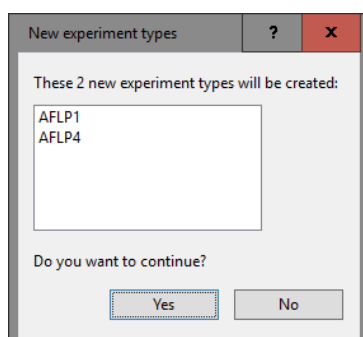 New experiment types ? x
These 2 new experiment types will be created:
AFLP1
AFLP4
Do you want to continue?
Yes No